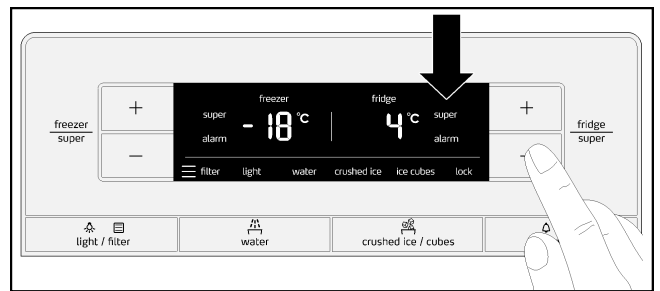 freezer
super
+
−
freezer
super
alarm
- 18 °C
fridge
4 °C
super
alarm
filter light water crushed ice ice cubes lock
+
−
fridge
super
light / filter
water
crushed ice / cubes